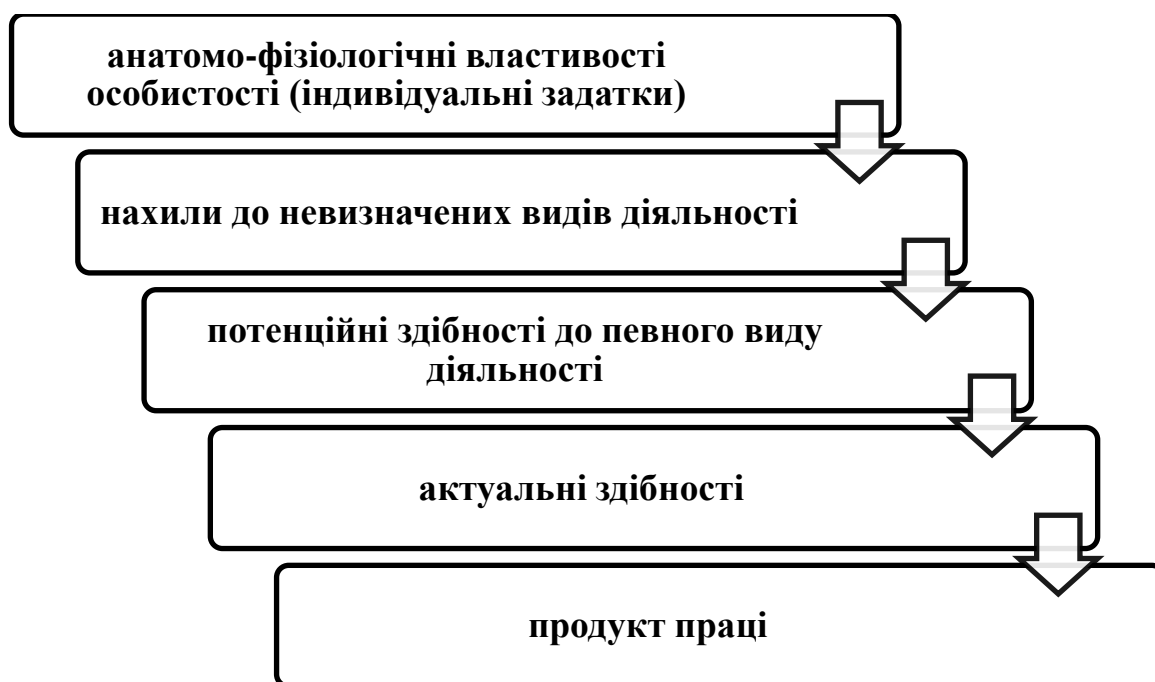 анатомо-фізіологічні властивості
особистості (індивідуальні задатки)
нахили до невизначених видів діяльності
потенційні здібності до певного виду
діяльності
актуальні здібності
продукт праці